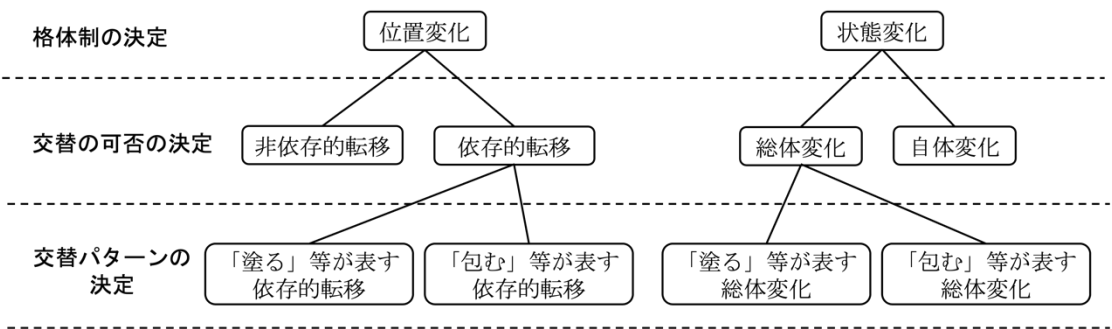 格体制の決定
位置変化
状態変化
交替の可否の決定
非依存的転移
依存的転移
総体変化
自体変化
交替パターンの
決定
「塗る」等が表す
依存的転移
「包む」等が表す
依存的転移
「塗る」等が表す
総体変化
「包む」等が表す
総体変化